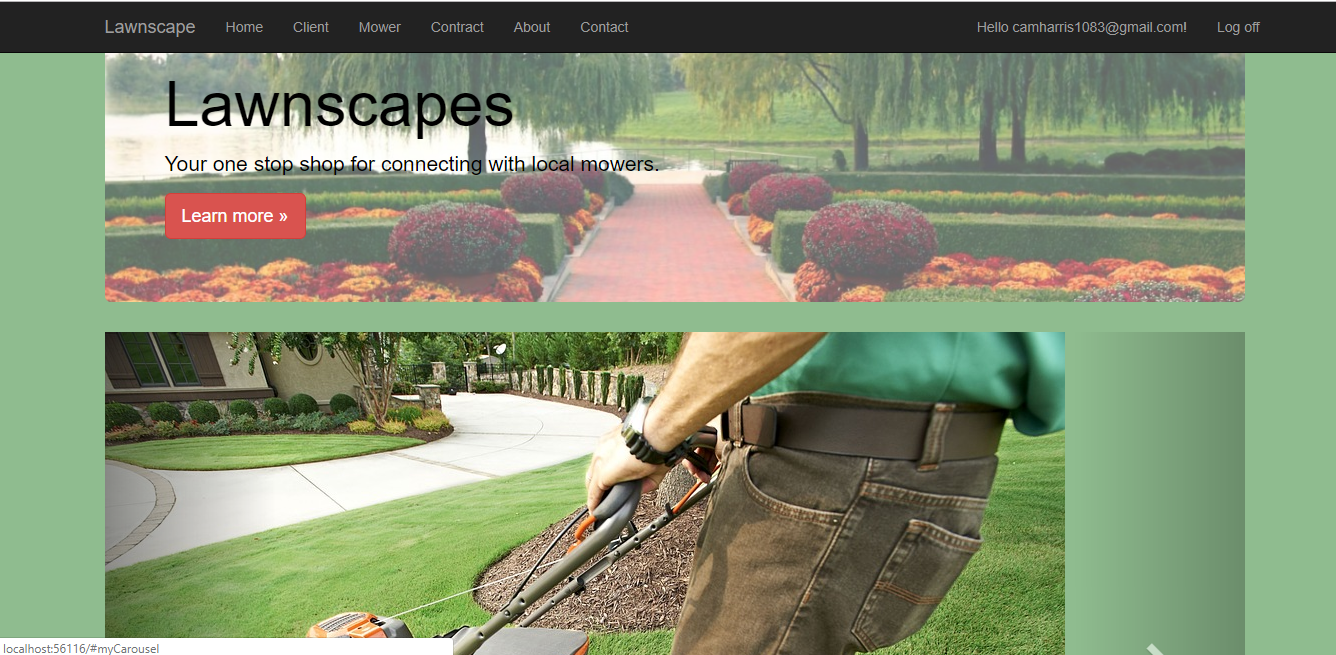 Lawnscape Home Client Mower Contract About Contact Hello camharris1083@gmail.com! Log off
Lawnscapes
Your one stop shop for connecting with local mowers.
Learn more »
localhost:56116/#myCarousel